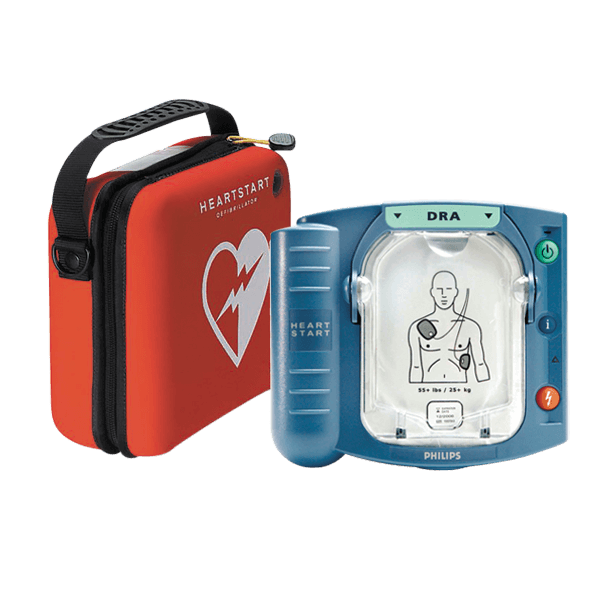 HEARTSTART
DEFIBRILLATOR
DRA
HEART
START
i
55+ lbs / 25+ kg
PHILIPS